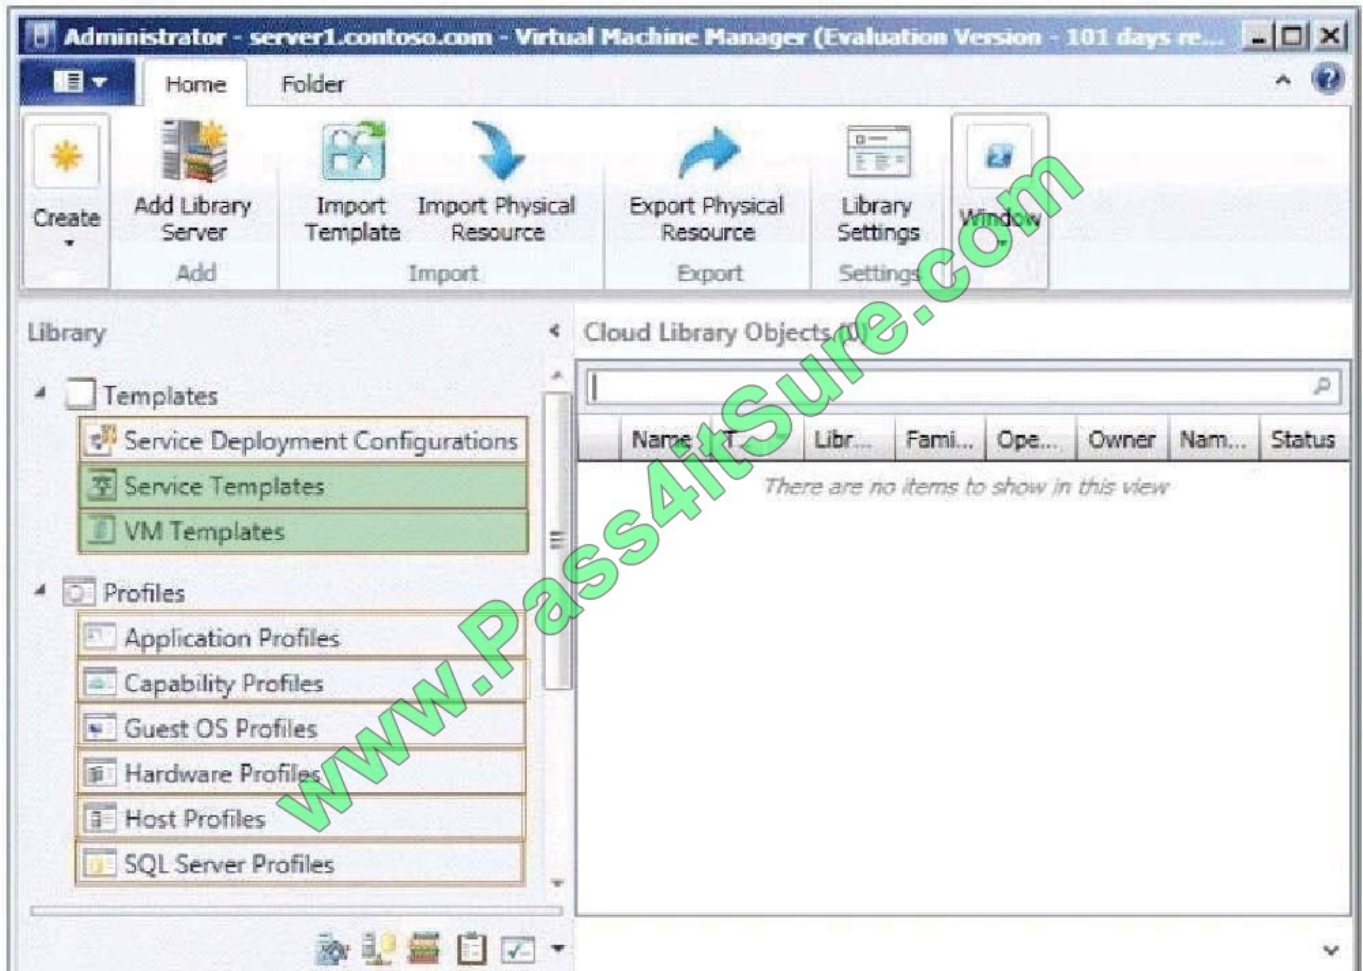 Administrator - server1.contoso.com - Virtual Machine Manager (Evaluation Version - 101 days re...
Home Folder
Create
Add Library Server
Import Template
Import Physical Resource
Export Physical Resource
Library Settings
Window
Add
Import
Export
Settings
Library
Cloud Library Objects (0)
Templates
Service Deployment Configurations
Service Templates
VM Templates
Name T... Libr... Fami... Ope... Owner Nam... Status
There are no items to show in this view
Profiles
Application Profiles
Capability Profiles
Guest OS Profiles
Hardware Profiles
Host Profiles
SQL Server Profiles
www.Pass4itSure.com